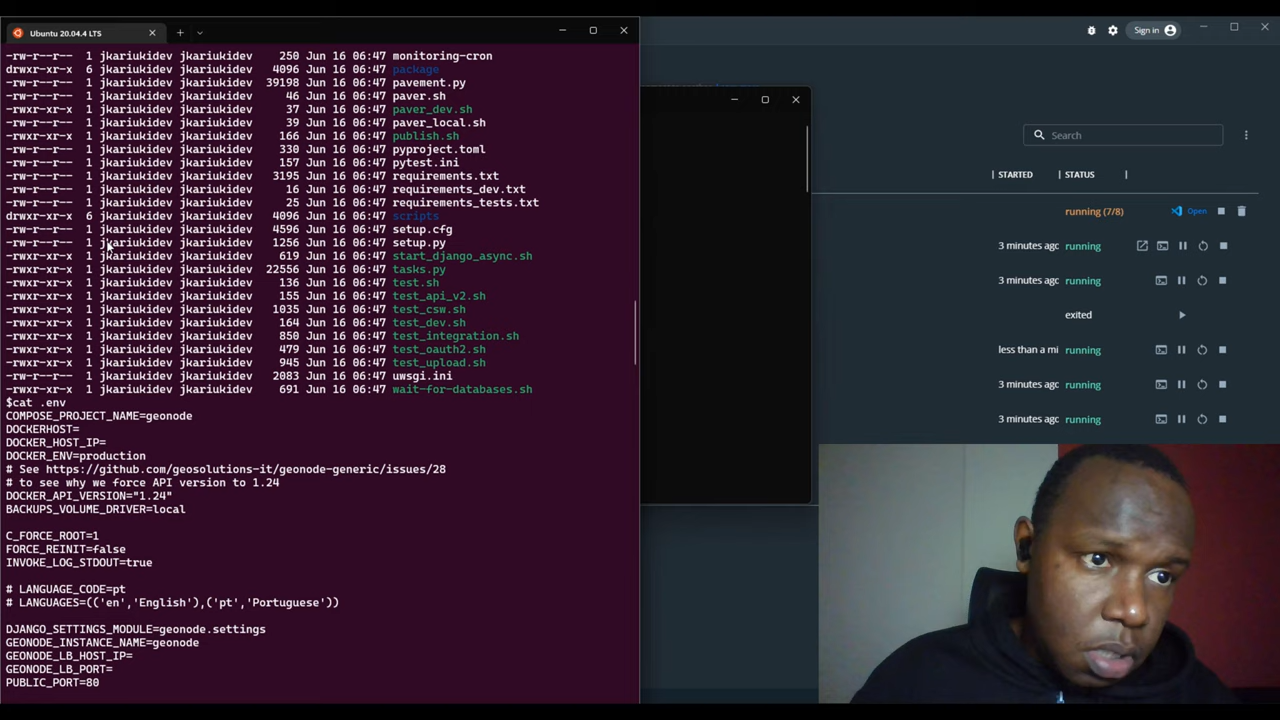 Ubuntu 20.04.4 LTS
-rw-r--r-- 1 jkariukidev jkariukidev 250 Jun 16 06:47 monitoring-cron
drwxr-xr-x 6 jkariukidev jkariukidev 4096 Jun 16 06:47 package
-rw-r--r-- 1 jkariukidev jkariukidev 39198 Jun 16 06:47 pavement.py
-rw-r--r-- 1 jkariukidev jkariukidev 46 Jun 16 06:47 paver.sh
-rwxr-xr-x 1 jkariukidev jkariukidev 37 Jun 16 06:47 paver_dev.sh
-rw-r--r-- 1 jkariukidev jkariukidev 39 Jun 16 06:47 paver_local.sh
-rwxr-xr-x 1 jkariukidev jkariukidev 166 Jun 16 06:47 publish.sh
-rw-r--r-- 1 jkariukidev jkariukidev 330 Jun 16 06:47 pyproject.toml
-rw-r--r-- 1 jkariukidev jkariukidev 157 Jun 16 06:47 pytest.ini
-rw-r--r-- 1 jkariukidev jkariukidev 3195 Jun 16 06:47 requirements.txt
-rw-r--r-- 1 jkariukidev jkariukidev 16 Jun 16 06:47 requirements_dev.txt
-rw-r--r-- 1 jkariukidev jkariukidev 25 Jun 16 06:47 requirements_tests.txt
drwxr-xr-x 6 jkariukidev jkariukidev 4096 Jun 16 06:47 scripts
-rw-r--r-- 1 jkariukidev jkariukidev 4596 Jun 16 06:47 setup.cfg
-rw-r--r-- 1 jkariukidev jkariukidev 1256 Jun 16 06:47 setup.py
-rwxr-xr-x 1 jkariukidev jkariukidev 619 Jun 16 06:47 start_django_async.sh
-rwxr-xr-x 1 jkariukidev jkariukidev 22556 Jun 16 06:47 tasks.py
-rwxr-xr-x 1 jkariukidev jkariukidev 136 Jun 16 06:47 test.sh
-rwxr-xr-x 1 jkariukidev jkariukidev 155 Jun 16 06:47 test_api_v2.sh
-rwxr-xr-x 1 jkariukidev jkariukidev 1035 Jun 16 06:47 test_csw.sh
-rwxr-xr-x 1 jkariukidev jkariukidev 164 Jun 16 06:47 test_dev.sh
-rwxr-xr-x 1 jkariukidev jkariukidev 850 Jun 16 06:47 test_integration.sh
-rwxr-xr-x 1 jkariukidev jkariukidev 479 Jun 16 06:47 test_oauth2.sh
-rwxr-xr-x 1 jkariukidev jkariukidev 945 Jun 16 06:47 test_upload.sh
-rw-r--r-- 1 jkariukidev jkariukidev 2083 Jun 16 06:47 uwsgi.ini
-rwxr-xr-x 1 jkariukidev jkariukidev 691 Jun 16 06:47 wait-for-databases.sh
$cat .env
COMPOSE_PROJECT_NAME=geonode
DOCKERHOST=
DOCKER_HOST_IP=
DOCKER_ENV=production
# See https://github.com/geosolutions-it/geonode-generic/issues/28
# to see why we force API version to 1.24
DOCKER_API_VERSION="1.24"
BACKUPS_VOLUME_DRIVER=local
C_FORCE_ROOT=1
FORCE_REINIT=false
INVOKE_LOG_STDOUT=true
# LANGUAGE_CODE=pt
# LANGUAGES=(('en','English'),('pt','Portuguese'))
DJANGO_SETTINGS_MODULE=geonode.settings
GEONODE_INSTANCE_NAME=geonode
GEONODE_LB_HOST_IP=
GEONODE_LB_PORT=
PUBLIC_PORT=80
Sign in
Search
STARTED STATUS
running (7/8) Open
3 minutes agc running
3 minutes agc running
exited
less than a mi running
3 minutes agc running
3 minutes agc running